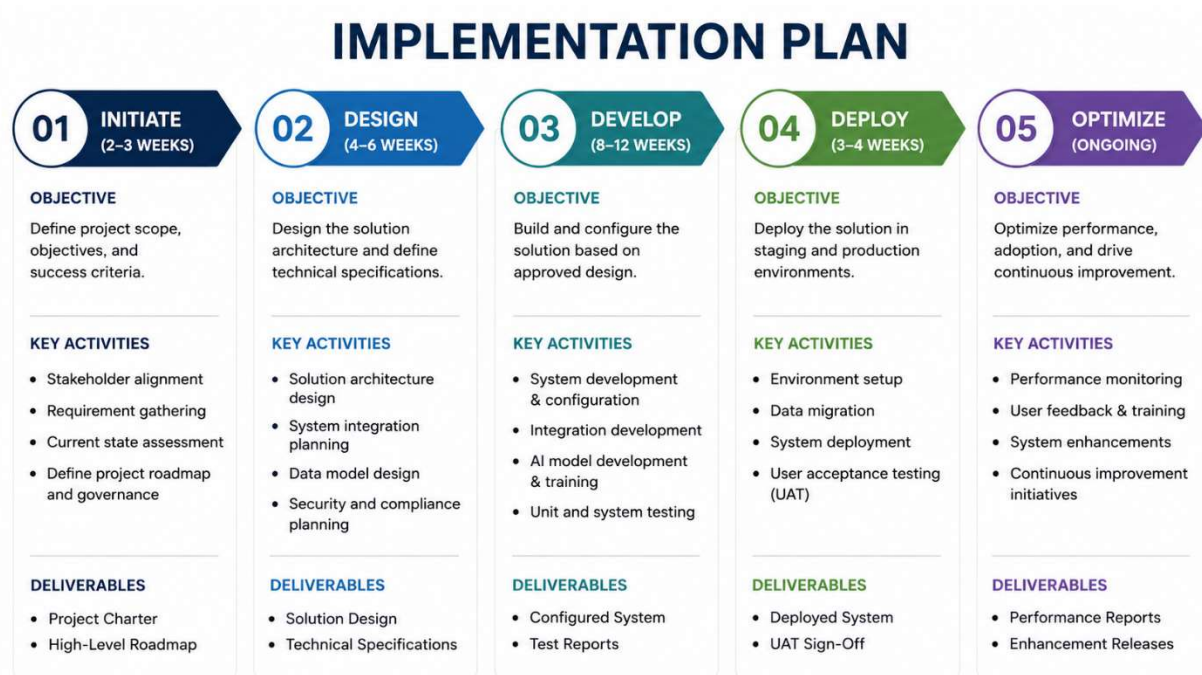 IMPLEMENTATION PLAN
01
INITIATE
(2–3 WEEKS)
OBJECTIVE
Define project scope,
objectives, and
success criteria.
KEY ACTIVITIES
• Stakeholder alignment
• Requirement gathering
• Current state assessment
• Define project roadmap
and governance
DELIVERABLES
• Project Charter
• High-Level Roadmap
02
DESIGN
(4–6 WEEKS)
OBJECTIVE
Design the solution
architecture and define
technical specifications.
KEY ACTIVITIES
• Solution architecture
design
• System integration
planning
• Data model design
• Security and compliance
planning
DELIVERABLES
• Solution Design
• Technical Specifications
03
DEVELOP
(8–12 WEEKS)
OBJECTIVE
Build and configure the
solution based on
approved design.
KEY ACTIVITIES
• System development
& configuration
• Integration development
• AI model development
& training
• Unit and system testing
DELIVERABLES
• Configured System
• Test Reports
04
DEPLOY
(3–4 WEEKS)
OBJECTIVE
Deploy the solution in
staging and production
environments.
KEY ACTIVITIES
• Environment setup
• Data migration
• System deployment
• User acceptance testing
(UAT)
DELIVERABLES
• Deployed System
• UAT Sign-Off
05
OPTIMIZE
(ONGOING)
OBJECTIVE
Optimize performance,
adoption, and drive
continuous improvement.
KEY ACTIVITIES
• Performance monitoring
• User feedback & training
• System enhancements
• Continuous improvement
initiatives
DELIVERABLES
• Performance Reports
• Enhancement Releases